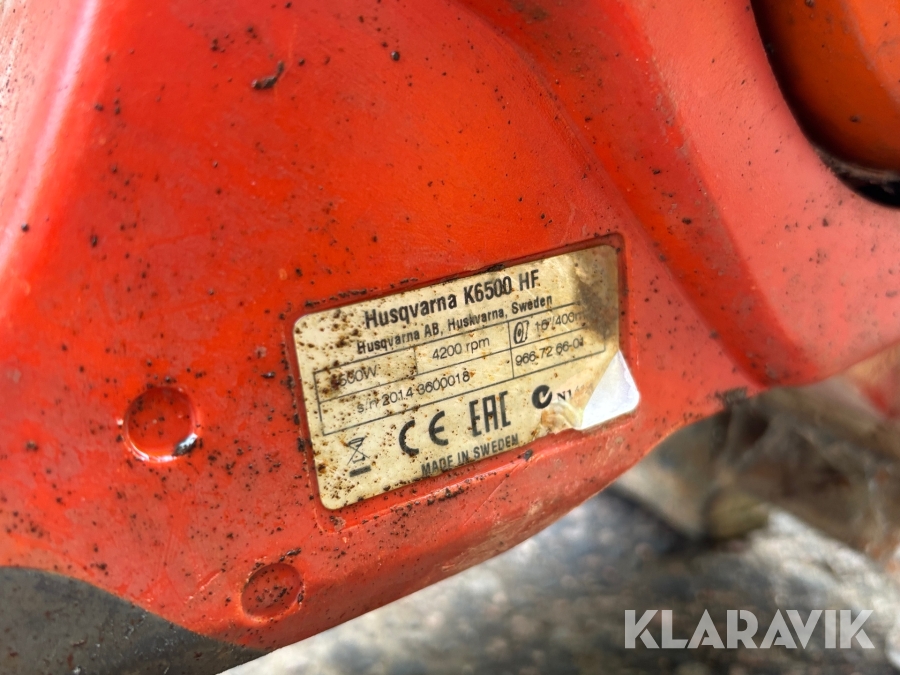 Husqvarna K6500 HF
Husqvarna AB, Huskvarna, Sweden
4200 rpm
s/n 2014 3600018
966 72 66-04
CE EAC
MADE IN SWEDEN
KLARAVIK